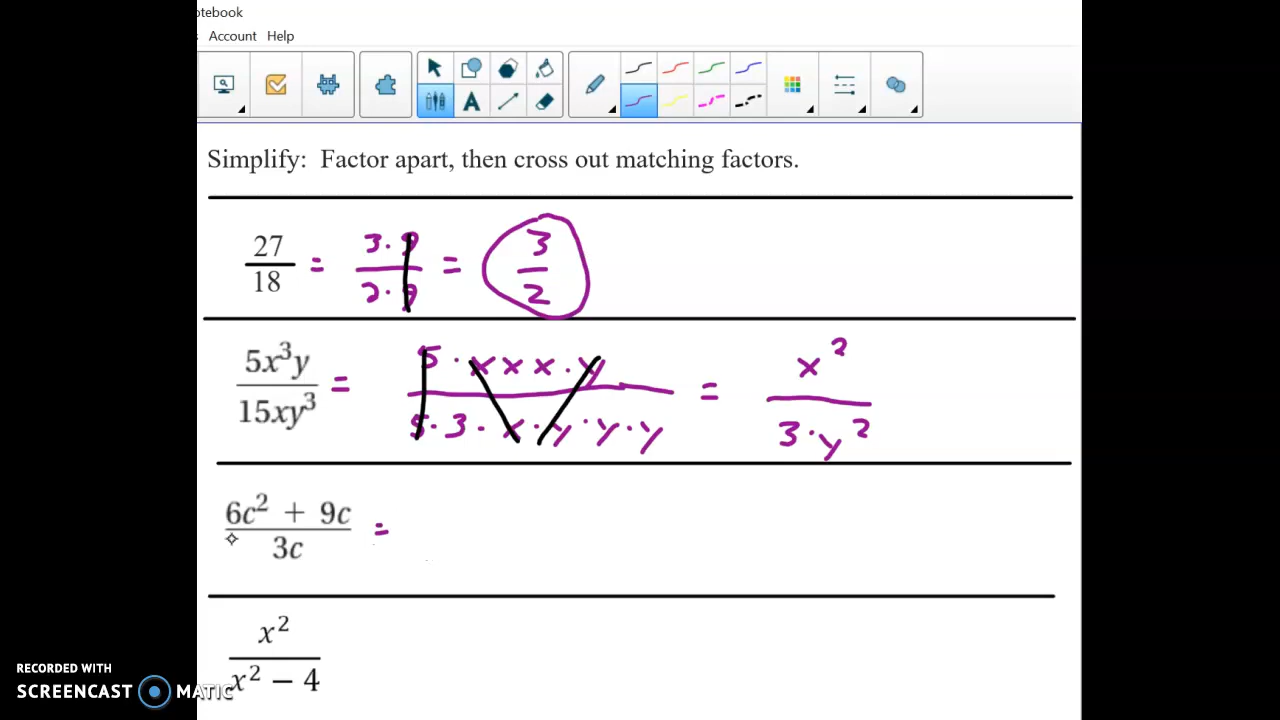 otebook
Account Help
A
Simplify: Factor apart, then cross out matching factors.
27/18 = 3·9/2·9 = 3/2
5x³y/15xy³ = 5·xxx·y/5·3·x·y·y·y = x²/3·y²
6c² + 9c/3c =
x²/x² − 4
RECORDED WITH
SCREENCAST MATIC